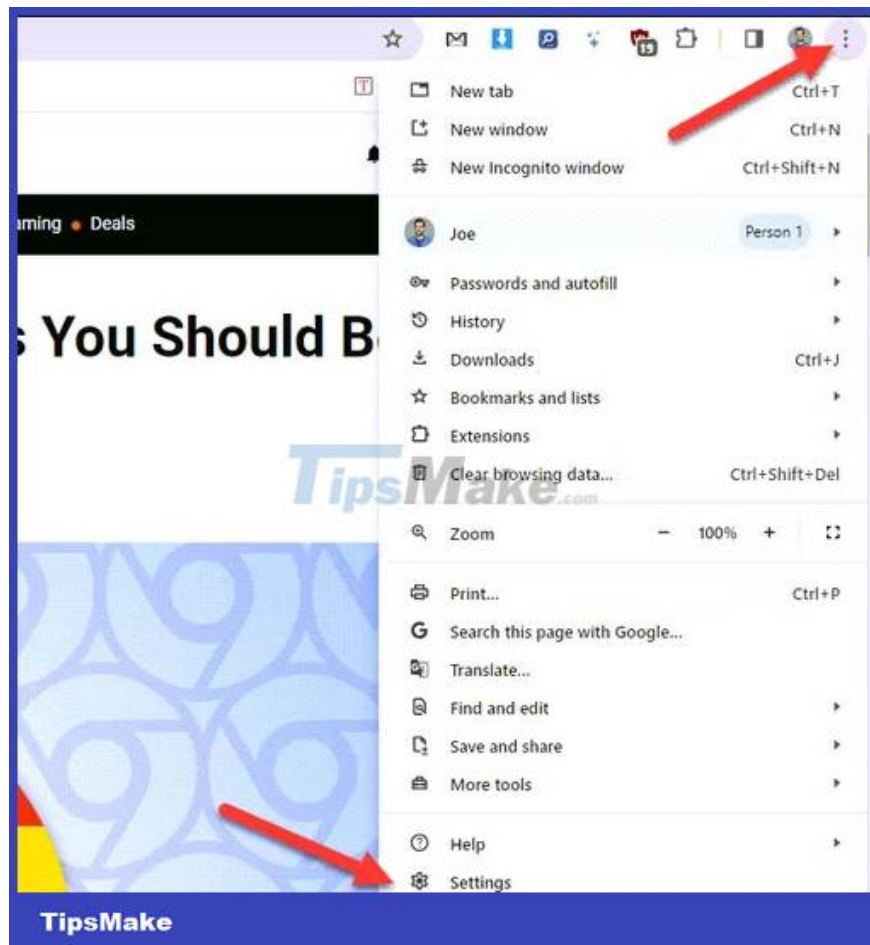 T
15
New tab Ctrl+T
New window Ctrl+N
New Incognito window Ctrl+Shift+N
aming • Deals
Joe Person 1
Passwords and autofill
s You Should B
History
Downloads Ctrl+J
Bookmarks and lists
Extensions
Clear browsing data... Ctrl+Shift+Del
TipsMake.com
Zoom − 100% +
Print... Ctrl+P
G Search this page with Google...
Translate...
Find and edit
Save and share
More tools
Help
Settings
TipsMake